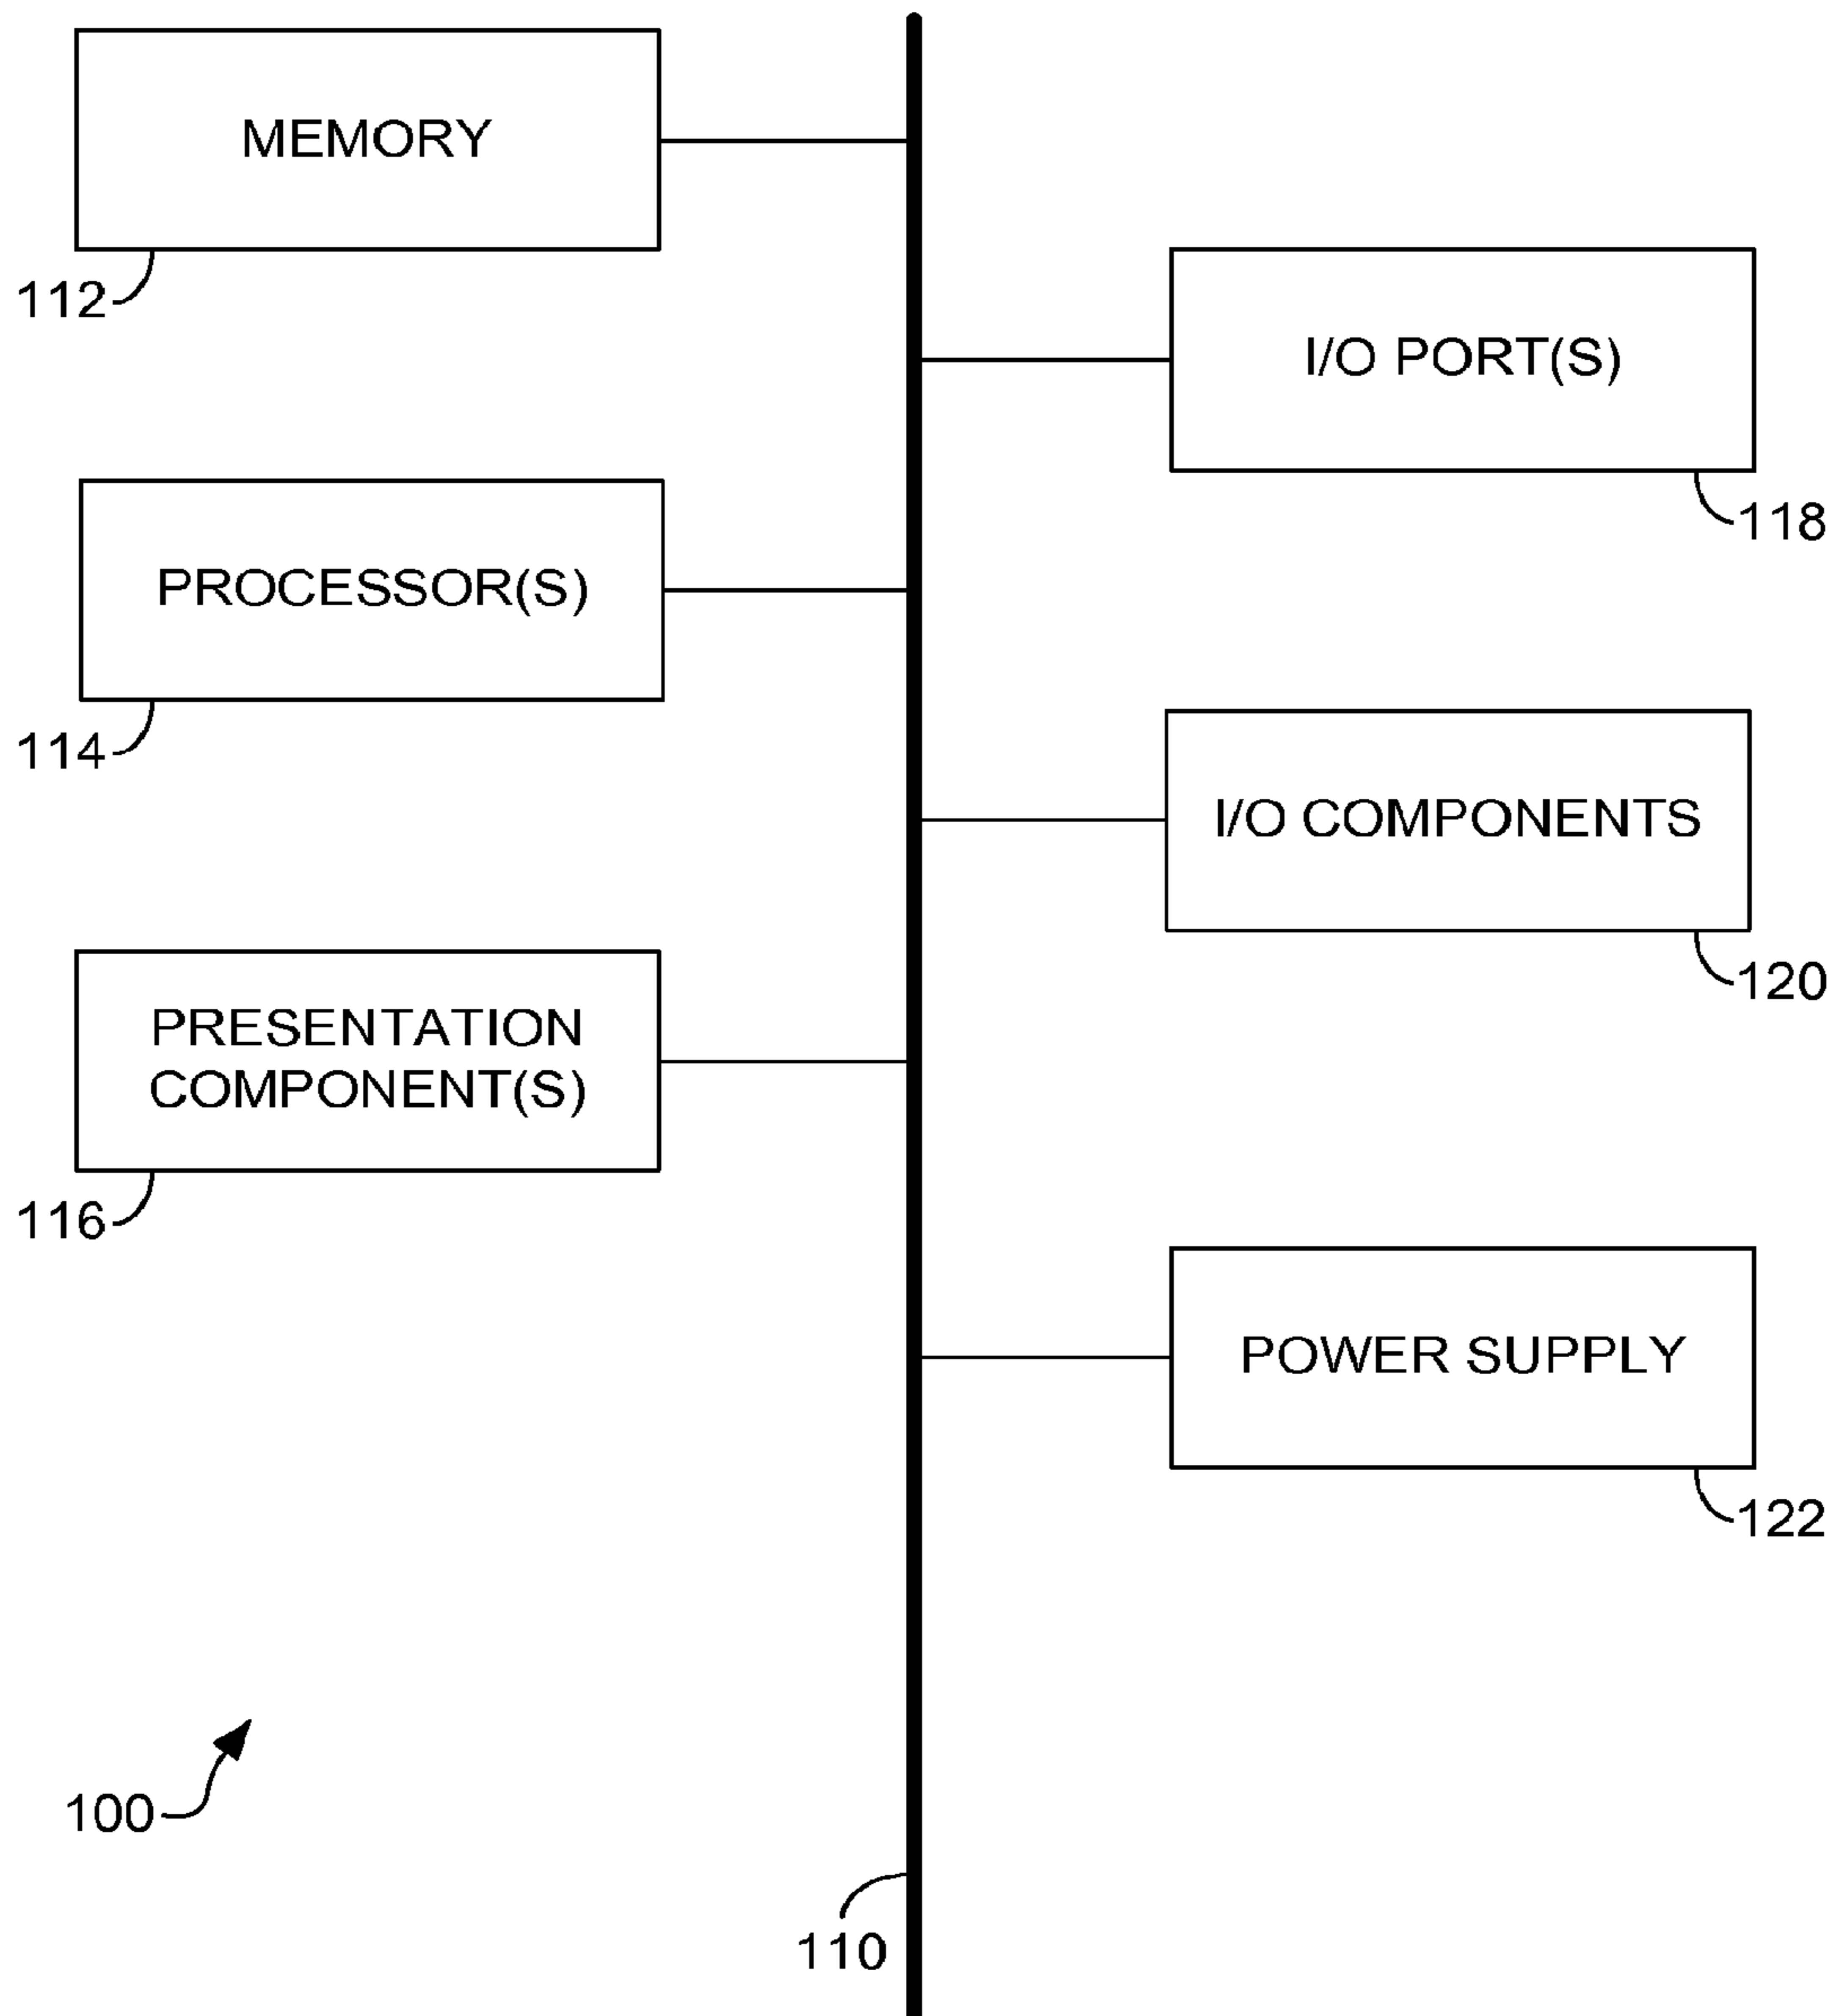 MEMORY
112
I/O PORT(S)
118
PROCESSOR(S)
114
I/O COMPONENTS
120
PRESENTATION
COMPONENT(S)
116
POWER SUPPLY
122
100
110